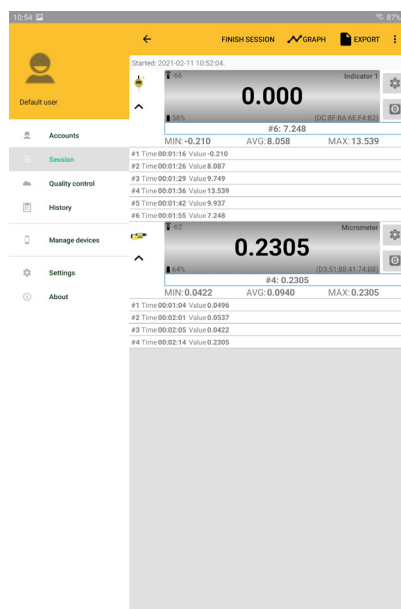 10:54 87%
FINISH SESSION GRAPH EXPORT
Default user
Accounts
Session
Quality control
History
Manage devices
Settings
About
Started: 2021-02-11 10:52:04.
-66 Indicator 1
0.000
58% (DC:8F:BA:6E:F4:B2)
#6: 7.248
MIN: -0.210 AVG: 8.058 MAX: 13.539
#1 Time 00:01:16 Value -0.210
#2 Time 00:01:26 Value 8.087
#3 Time 00:01:29 Value 9.749
#4 Time 00:01:36 Value 13.539
#5 Time 00:01:42 Value 9.937
#6 Time 00:01:55 Value 7.248
-62 Micrometer
0.2305
64% (D3:51:88:41:74:B8)
#4: 0.2305
MIN: 0.0422 AVG: 0.0940 MAX: 0.2305
#1 Time 00:01:04 Value 0.0496
#2 Time 00:02:01 Value 0.0537
#3 Time 00:02:05 Value 0.0422
#4 Time 00:02:14 Value 0.2305